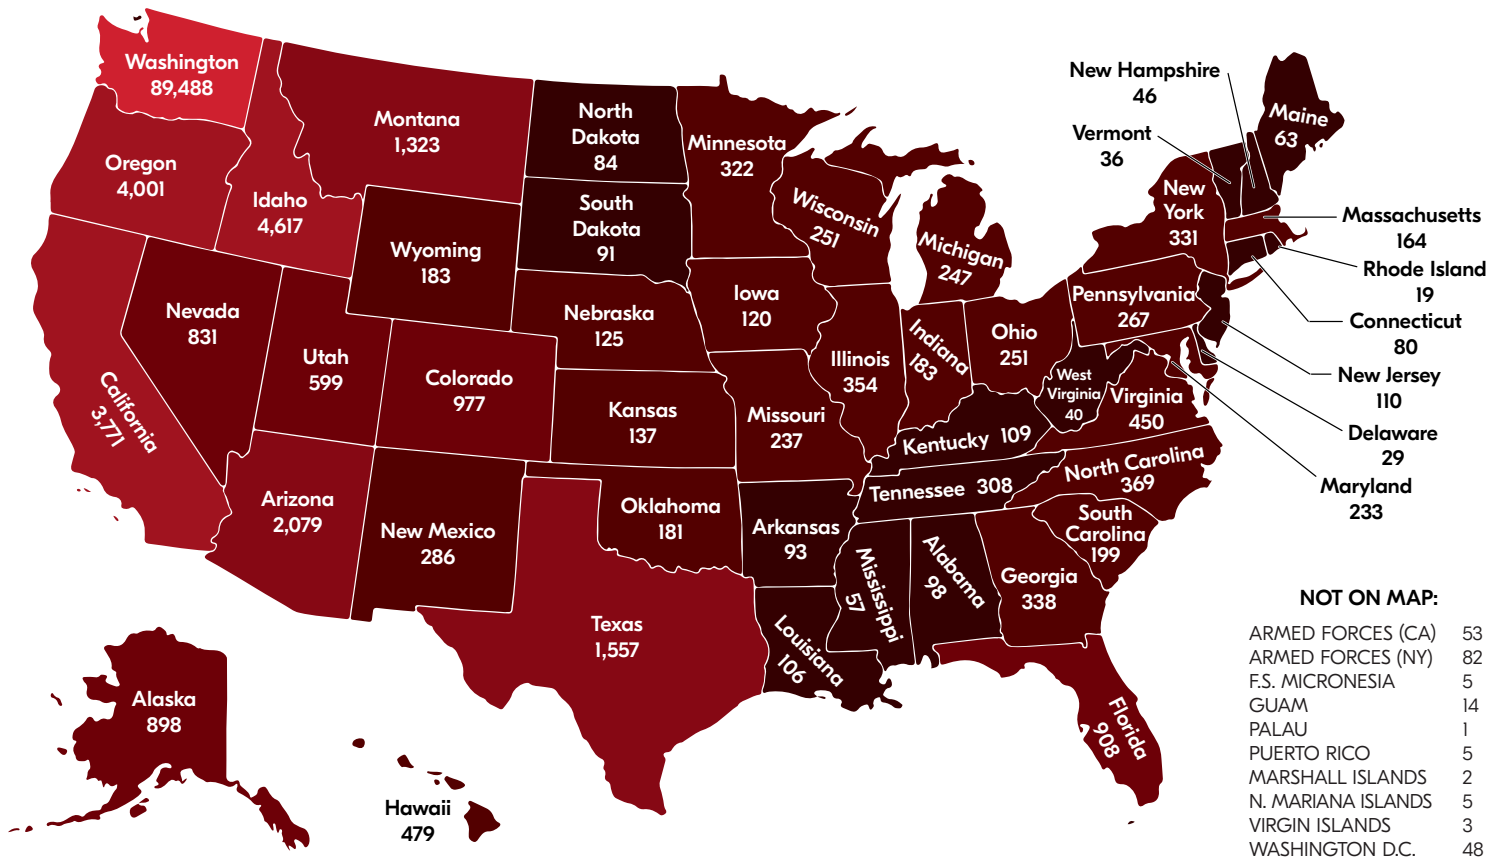 Washington
89,488
Oregon
4,001
Idaho
4,617
Montana
1,323
Wyoming
183
California
3,771
Nevada
831
Utah
599
Colorado
977
Arizona
2,079
New Mexico
286
North
Dakota
84
South
Dakota
91
Nebraska
125
Kansas
137
Oklahoma
181
Texas
1,557
Minnesota
322
Iowa
120
Missouri
237
Arkansas
93
Louisiana
106
Wisconsin
251
Illinois
354
Michigan
247
Indiana
183
Ohio
251
Kentucky 109
Tennessee 308
Mississippi
57
Alabama
98
Georgia
338
Florida
908
South
Carolina
199
North Carolina
369
Virginia
450
West
Virginia
40
Pennsylvania
267
New
York
331
Maine
63
New Hampshire
46
Vermont
36
Massachusetts
164
Rhode Island
19
Connecticut
80
New Jersey
110
Delaware
29
Maryland
233
Alaska
898
Hawaii
479
NOT ON MAP:
ARMED FORCES (CA) 53
ARMED FORCES (NY) 82
F.S. MICRONESIA 5
GUAM 14
PALAU 1
PUERTO RICO 5
MARSHALL ISLANDS 2
N. MARIANA ISLANDS 5
VIRGIN ISLANDS 3
WASHINGTON D.C. 48